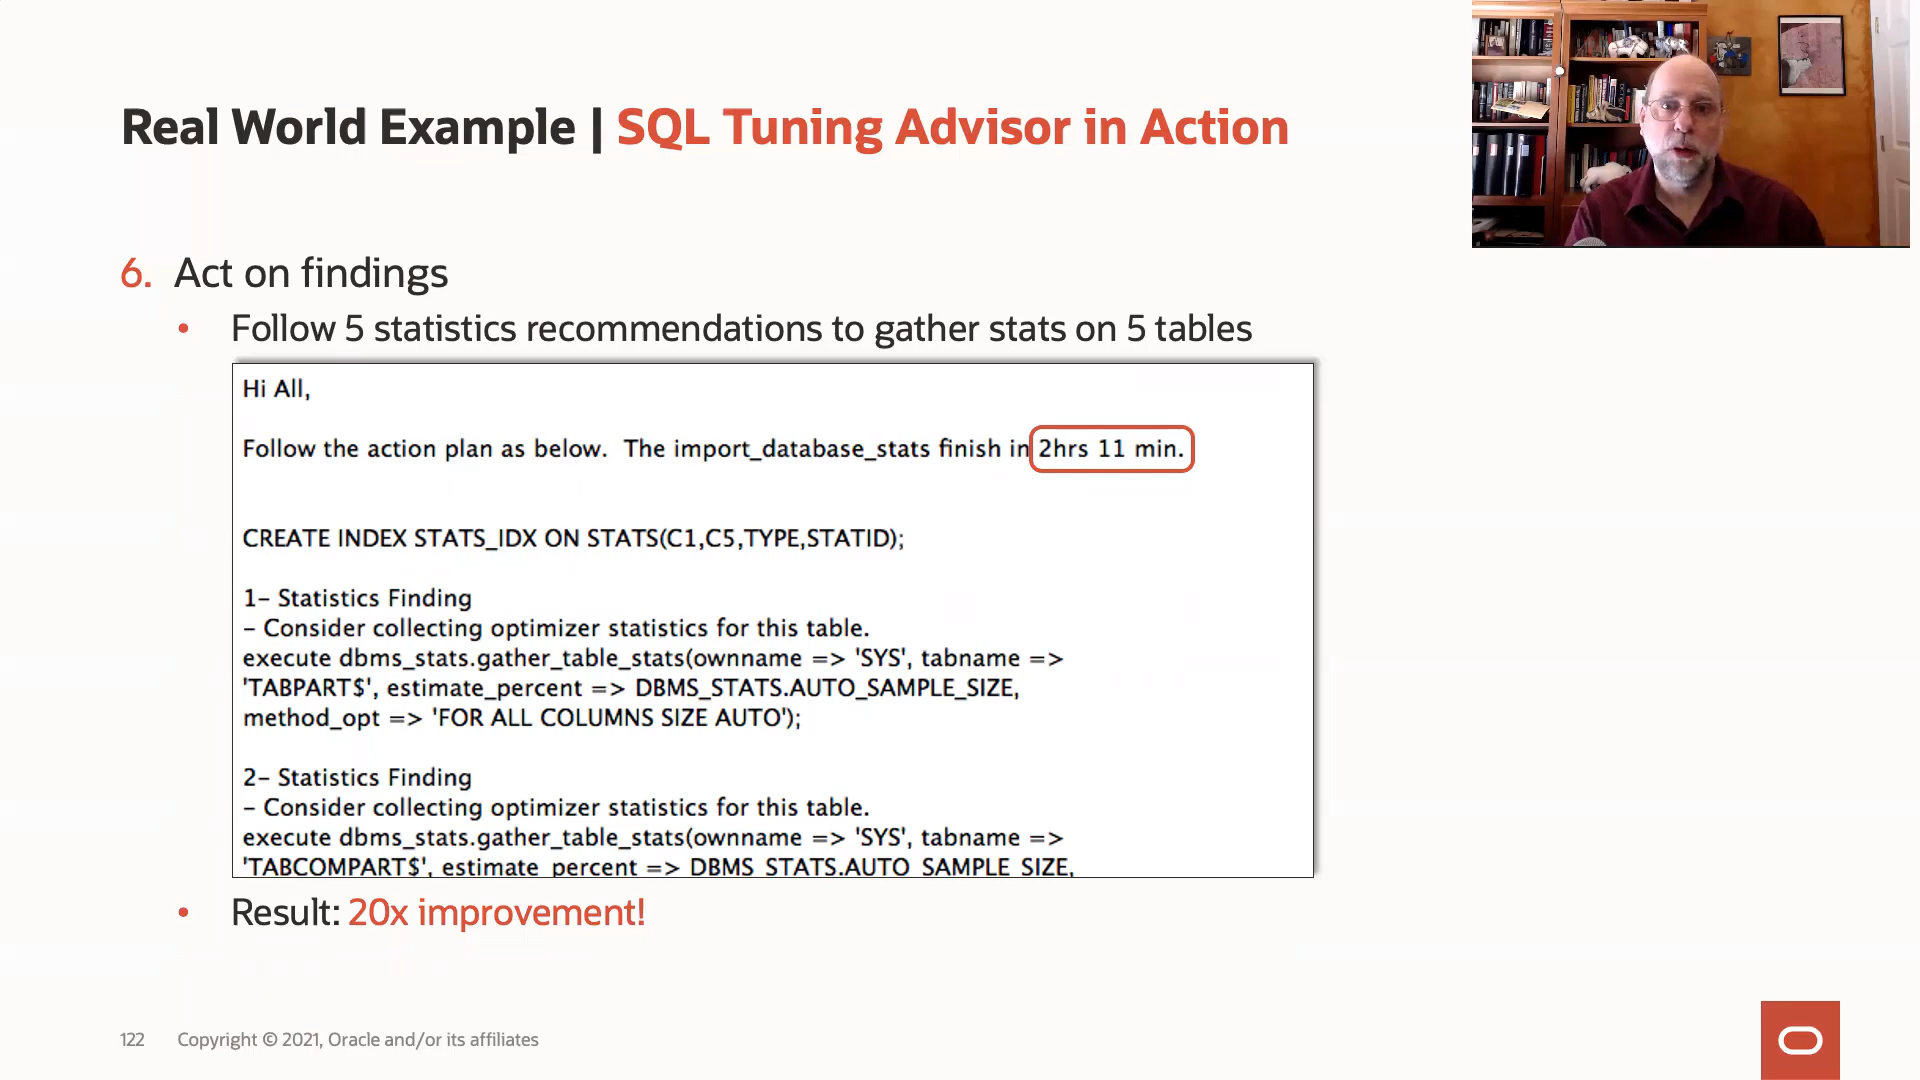 Real World Example | SQL Tuning Advisor in Action
6. Act on findings
• Follow 5 statistics recommendations to gather stats on 5 tables
Hi All,
Follow the action plan as below. The import_database_stats finish in 2hrs 11 min.
CREATE INDEX STATS_IDX ON STATS(C1,C5,TYPE,STATID);
1- Statistics Finding
- Consider collecting optimizer statistics for this table.
execute dbms_stats.gather_table_stats(ownname => 'SYS', tabname =>
'TABPART$', estimate_percent => DBMS_STATS.AUTO_SAMPLE_SIZE,
method_opt => 'FOR ALL COLUMNS SIZE AUTO');
2- Statistics Finding
- Consider collecting optimizer statistics for this table.
execute dbms_stats.gather_table_stats(ownname => 'SYS', tabname =>
'TABCOMPART$', estimate_percent => DBMS_STATS.AUTO_SAMPLE_SIZE,
• Result: 20x improvement!
122 Copyright © 2021, Oracle and/or its affiliates